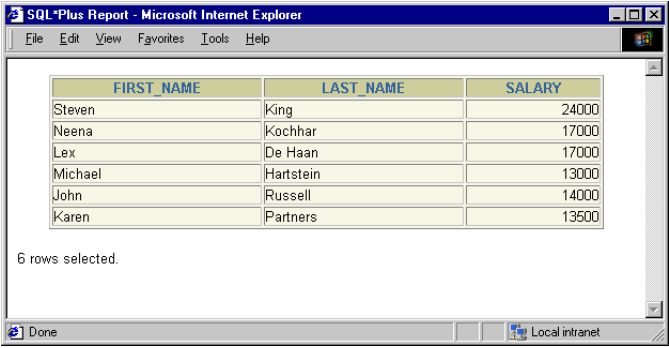 SQL*Plus Report - Microsoft Internet Explorer
File Edit View Favorites Tools Help
FIRST_NAME LAST_NAME SALARY
Steven King 24000
Neena Kochhar 17000
Lex De Haan 17000
Michael Hartstein 13000
John Russell 14000
Karen Partners 13500
6 rows selected.
Done Local intranet